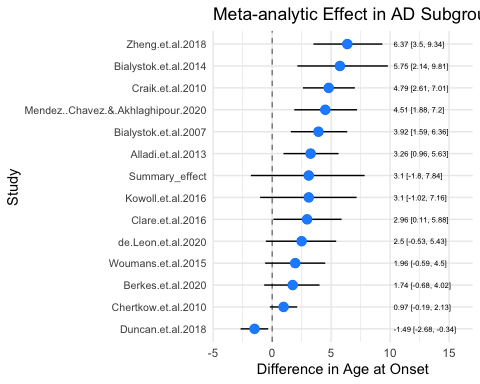 Meta-analytic Effect in AD Subgrou
Study
Zheng.et.al.2018 6.37 [3.5, 9.34]
Bialystok.et.al.2014 5.75 [2.14, 9.81]
Craik.et.al.2010 4.79 [2.61, 7.01]
Mendez..Chavez.&.Akhlaghipour.2020 4.51 [1.88, 7.2]
Bialystok.et.al.2007 3.92 [1.59, 6.36]
Alladi.et.al.2013 3.26 [0.96, 5.63]
Summary_effect 3.1 [-1.8, 7.84]
Kowoll.et.al.2016 3.1 [-1.02, 7.16]
Clare.et.al.2016 2.96 [0.11, 5.88]
de.Leon.et.al.2020 2.5 [-0.53, 5.43]
Woumans.et.al.2015 1.96 [-0.59, 4.5]
Berkes.et.al.2020 1.74 [-0.68, 4.02]
Chertkow.et.al.2010 0.97 [-0.19, 2.13]
Duncan.et.al.2018 -1.49 [-2.68, -0.34]
-5 0 5 10 15
Difference in Age at Onset